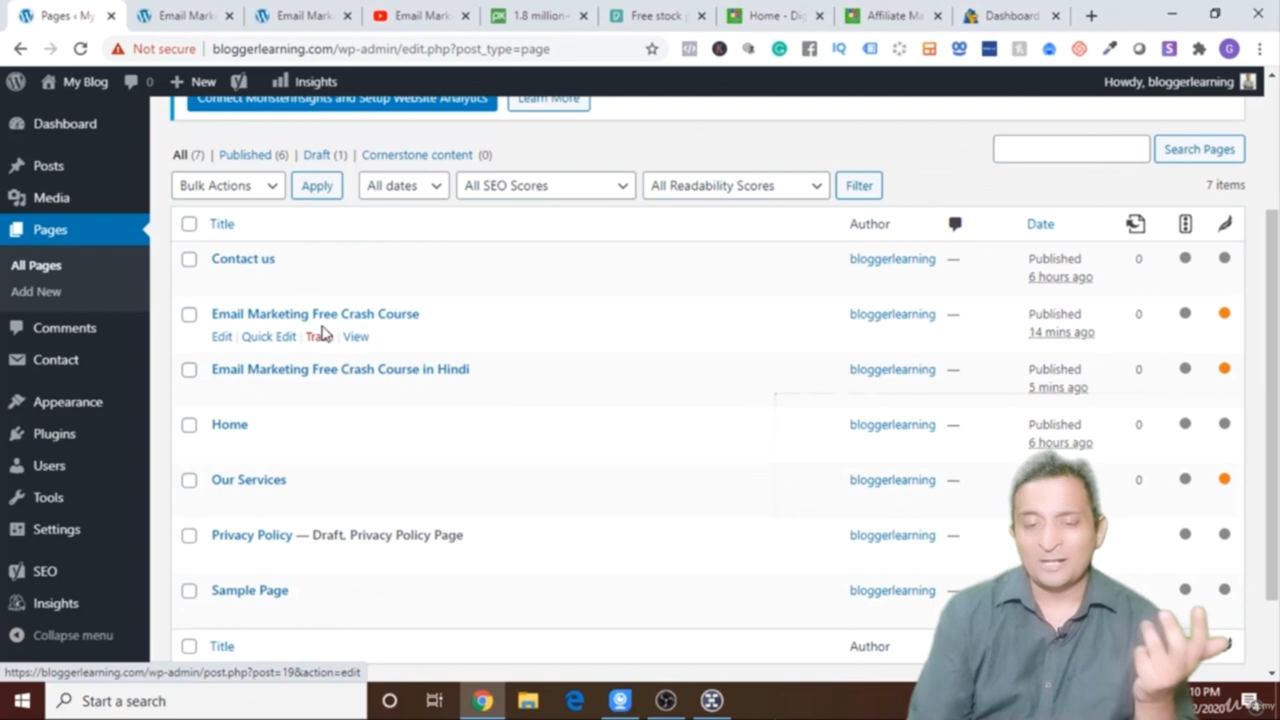 Pages ‹ My
Email Mark
Email Mark
Email Mark
1.8 million+
Free stock p
Home - Dig
Affiliate Ma
Dashboard
Not secure
bloggerlearning.com/wp-admin/edit.php?post_type=page
My Blog
0
New
Insights
Howdy, bloggerlearning
Connect MonsterInsights and Setup Website Analytics
Learn More
Dashboard
Posts
Media
Pages
All Pages
Add New
Comments
Contact
Appearance
Plugins
Users
Tools
Settings
SEO
Insights
Collapse menu
All (7) | Published (6) | Draft (1) | Cornerstone content (0)
Search Pages
Bulk Actions
Apply
All dates
All SEO Scores
All Readability Scores
Filter
7 items
Title
Author
Date
Contact us
bloggerlearning
—
Published
6 hours ago
0
Email Marketing Free Crash Course
Edit | Quick Edit | | View
bloggerlearning
—
Published
14 mins ago
0
Email Marketing Free Crash Course in Hindi
bloggerlearning
—
Published
5 mins ago
0
Home
bloggerlearning
—
Published
6 hours ago
0
Our Services
bloggerlearning
—
0
Privacy Policy — Draft, Privacy Policy Page
bloggerlearning
—
Sample Page
bloggerlearning
Title
Author
https://bloggerlearning.com/wp-admin/post.php?post=19&action=edit
Start a search